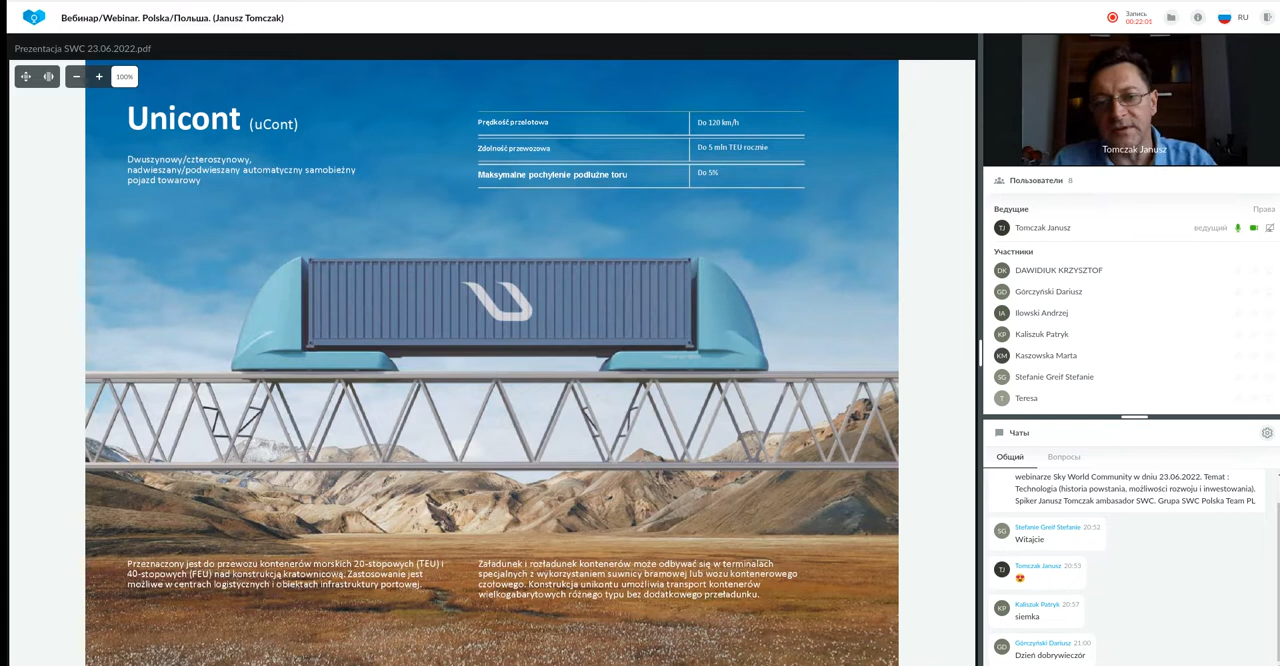 Вебинар/Webinar. Polska/Польша. (Janusz Tomczak)
Запись
00:22:01
RU
Prezentacja SWC 23.06.2022.pdf
100%
Unicont (uCont)
Dwuszynowy/czteroszynowy,
nadwieszany/podwieszany automatyczny samobieżny
pojazd towarowy
Prędkość przelotowa
Do 120 km/h
Zdolność przewozowa
Do 5 mln TEU rocznie
Maksymalne pochylenie podłużne toru
Do 5%
Przeznaczony jest do przewozu kontenerów morskich 20-stopowych (TEU) i
40-stopowych (FEU) nad konstrukcją kratownicową. Zastosowanie jest
możliwe w centrach logistycznych i obiektach infrastruktury portowej.
Załadunek i rozładunek kontenerów może odbywać się w terminalach
specjalnych z wykorzystaniem suwnicy bramowej lub wozu kontenerowego
czołowego. Konstrukcja unikontu umożliwia transport kontenerów
wielkogabarytowych różnego typu bez dodatkowego przeładunku.
Tomczak Janusz
Пользователи 8
Ведущие
Права
TJ Tomczak Janusz ведущий
Участники
DK DAWIDIUK KRZYSZTOF
GD Górczyński Dariusz
IA Ilowski Andrzej
KP Kaliszuk Patryk
KM Kaszowska Marta
SG Stefanie Greif Stefanie
T Teresa
Чаты
Общий Вопросы
webinarze Sky World Community w dniu 23.06.2022. Temat :
Technologia (historia powstania, możliwości rozwoju i inwestowania).
Spiker Janusz Tomczak ambasador SWC. Grupa SWC Polska Team PL
SG Stefanie Greif Stefanie 20:52
Witajcie
TJ Tomczak Janusz 20:53
😍
KP Kaliszuk Patryk 20:57
siemka
GD Górczyński Dariusz 21:00
Dzień dobrywieczór